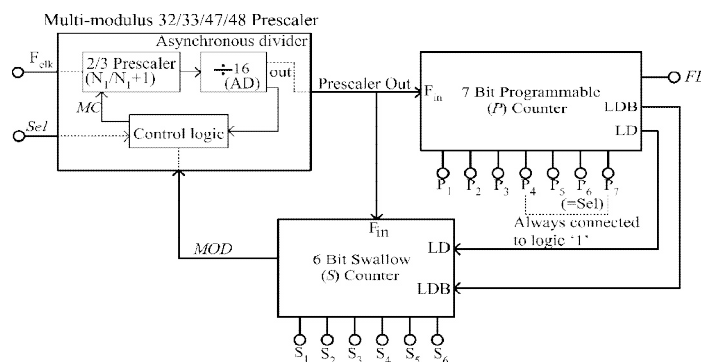 Multi-modulus 32/33/47/48 Prescaler
Asynchronous divider
Fclk
2/3 Prescaler
(N1/N1+1)
÷16
(AD)
out
MC
Sel
Control logic
Prescaler Out
Fin
7 Bit Programmable
(P) Counter
LDB
LD
P1 P2 P3 P4 P5 P6 P7
(=Sel)
Always connected
to logic '1'
MOD
Fin
6 Bit Swallow
(S) Counter
LD
LDB
S1 S2 S3 S4 S5 S6